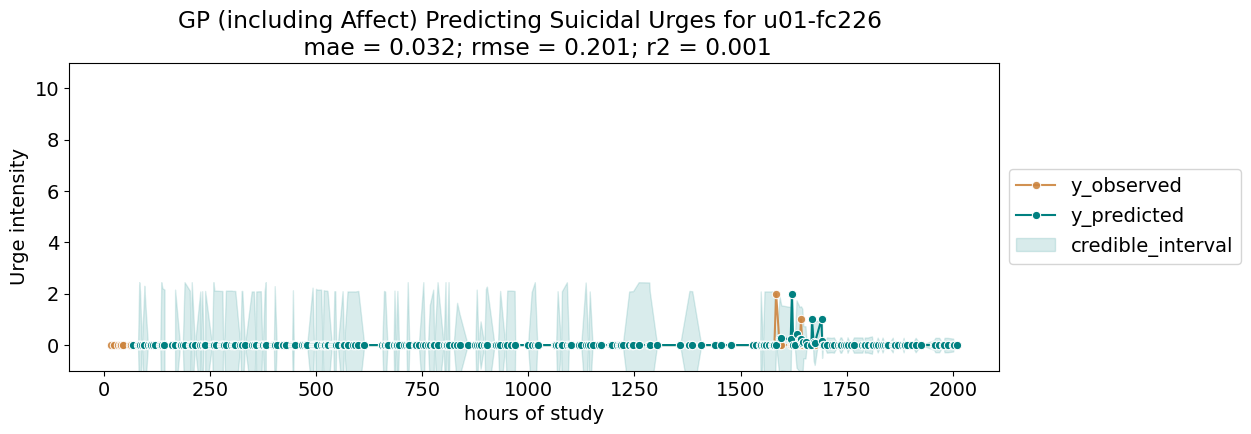 GP (including Affect) Predicting Suicidal Urges for u01-fc226
mae = 0.032; rmse = 0.201; r2 = 0.001
10
8
6
4
2
0
Urge intensity
0 250 500 750 1000 1250 1500 1750 2000
hours of study
y_observed
y_predicted
credible_interval